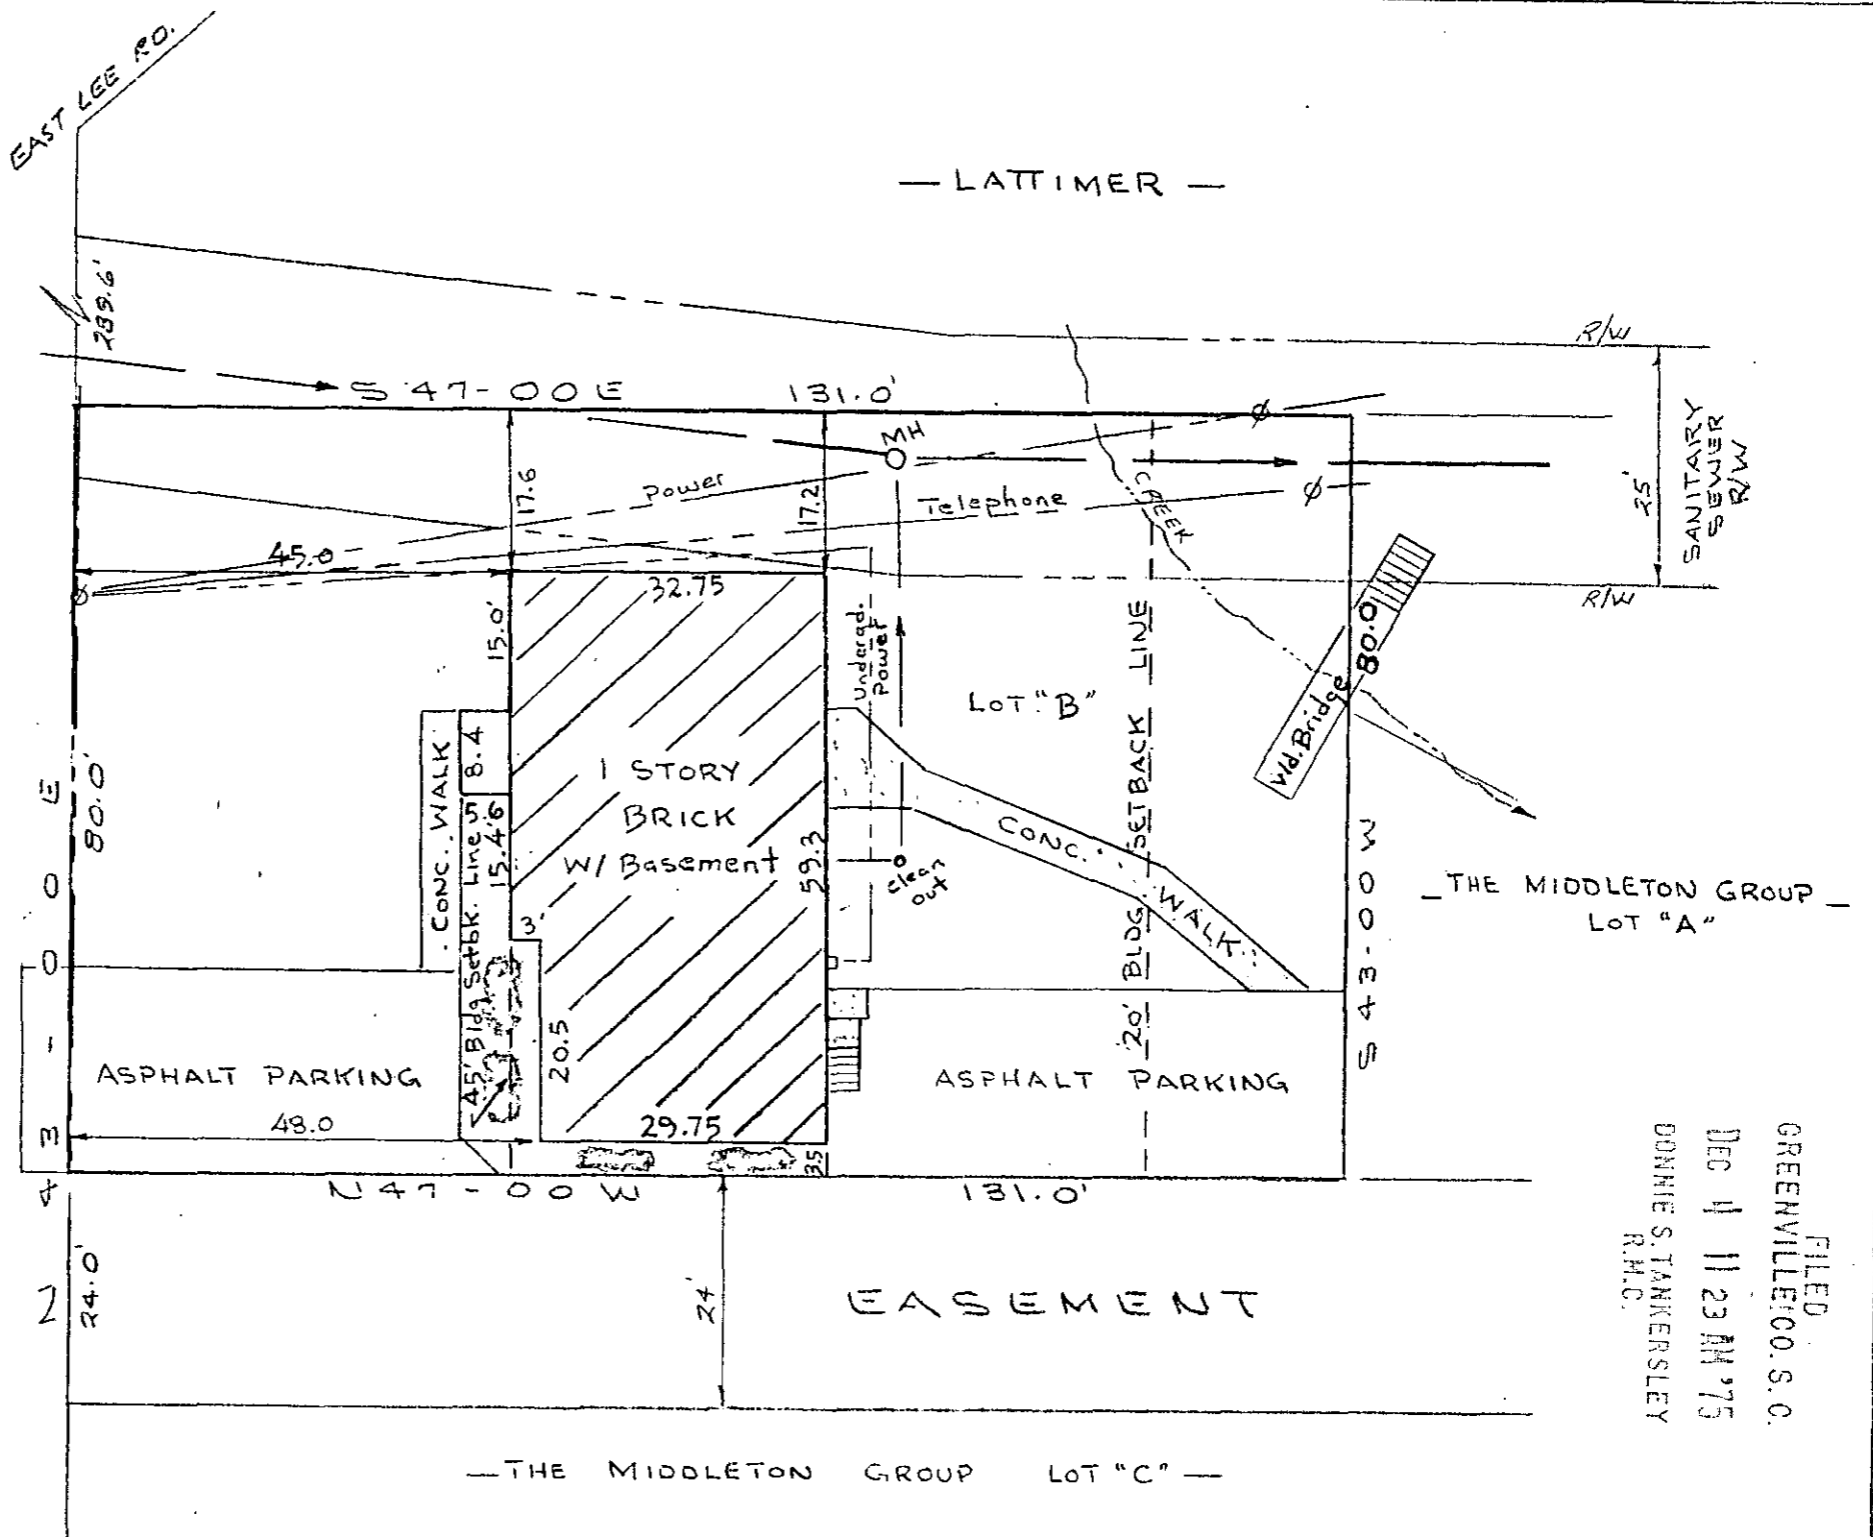 EAST LEE RD.
— LATTIMER —
R/W
S 47-00 E 131.0'
MH
Power
17.6
17.2
Telephone
CREEK
25'
SANITARY
SEWER
R/W
45.0
32.75
R/W
15.0'
Undergd.
Power
LOT "B"
20' BLDG SETBACK LINE
Wd. Bridge
80.0
CONC. WALK
8.4
5
15.46
1 STORY
BRICK
W/ Basement
59.3
Clean
Out
CONC. WALK
80.0'
S 43-00 W
— THE MIDDLETON GROUP —
LOT "A"
3'
45' Bldg Setbk. Line
20.5
ASPHALT PARKING
ASPHALT PARKING
48.0
29.75
3.5
N 47-00 W 131.0'
N 43-00 E
24.0'
24'
EASEMENT
— THE MIDDLETON GROUP LOT "C" —
FILED
GREENVILLE CO. S. C.
DEC 4 11 23 AM '75
DONNIE S. TANKERSLEY
R.M.C.